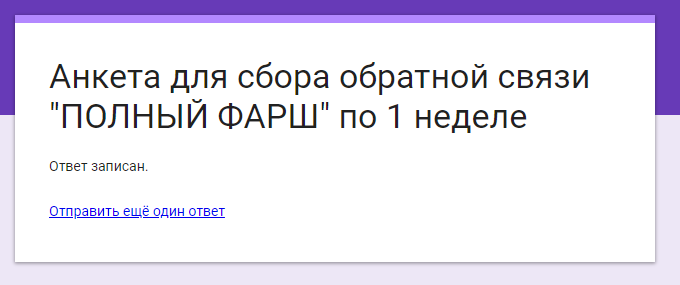 Анкета для сбора обратной связи
"ПОЛНЫЙ ФАРШ" по 1 неделе
Ответ записан.
Отправить ещё один ответ